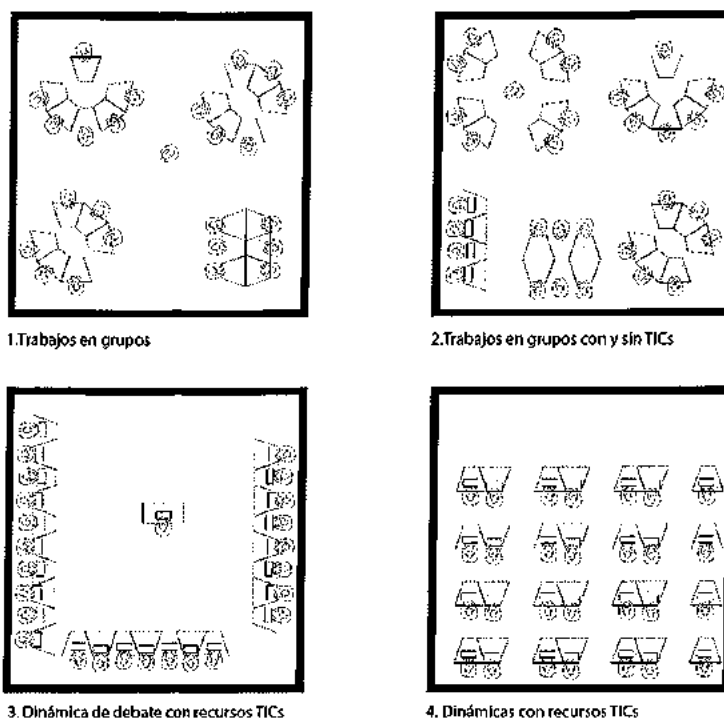 1.Trabajos en grupos
2.Trabajos en grupos con y sin TICs
3. Dinámica de debate con recursos TICs
4. Dinámicas con recursos TICs